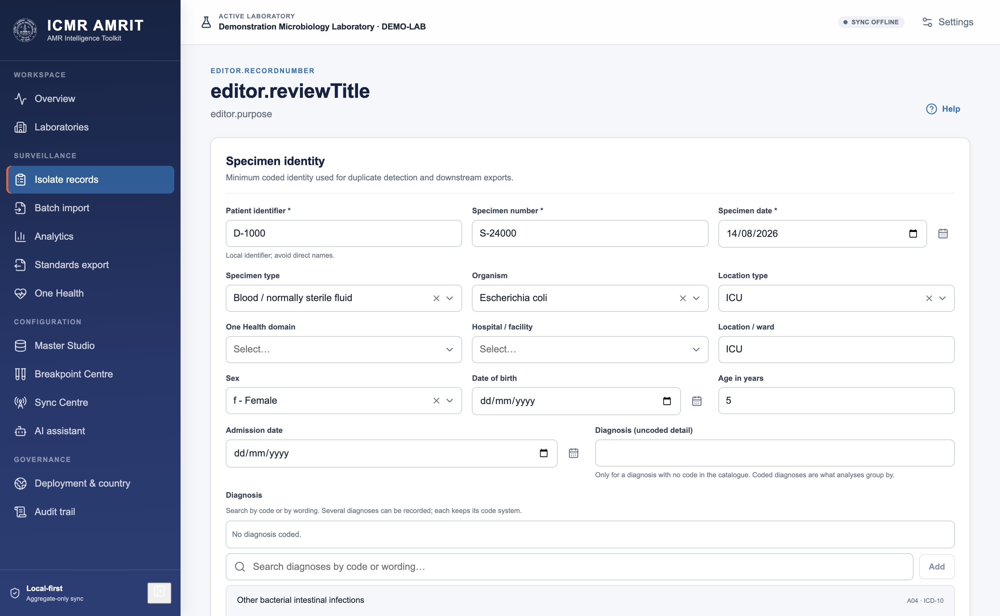 ICMR AMRIT
AMR Intelligence Toolkit
WORKSPACE
Overview
Laboratories
SURVEILLANCE
Isolate records
Batch import
Analytics
Standards export
One Health
CONFIGURATION
Master Studio
Breakpoint Centre
Sync Centre
AI assistant
GOVERNANCE
Deployment & country
Audit trail
Local-first
Aggregate-only sync
ACTIVE LABORATORY
Demonstration Microbiology Laboratory · DEMO-LAB
SYNC OFFLINE
Settings
EDITOR.RECORDNUMBER
editor.reviewTitle
editor.purpose
Help
Specimen identity
Minimum coded identity used for duplicate detection and downstream exports.
Patient identifier * Specimen number * Specimen date *
D-1000 S-24000 14/08/2026
Local identifier; avoid direct names.
Specimen type Organism Location type
Blood / normally sterile fluid Escherichia coli ICU
One Health domain Hospital / facility Location / ward
Select… Select… ICU
Sex Date of birth Age in years
f - Female dd/mm/yyyy 5
Admission date Diagnosis (uncoded detail)
dd/mm/yyyy
Only for a diagnosis with no code in the catalogue. Coded diagnoses are what analyses group by.
Diagnosis
Search by code or by wording. Several diagnoses can be recorded; each keeps its code system.
No diagnosis coded.
Search diagnoses by code or wording… Add
Other bacterial intestinal infections A04 · ICD-10